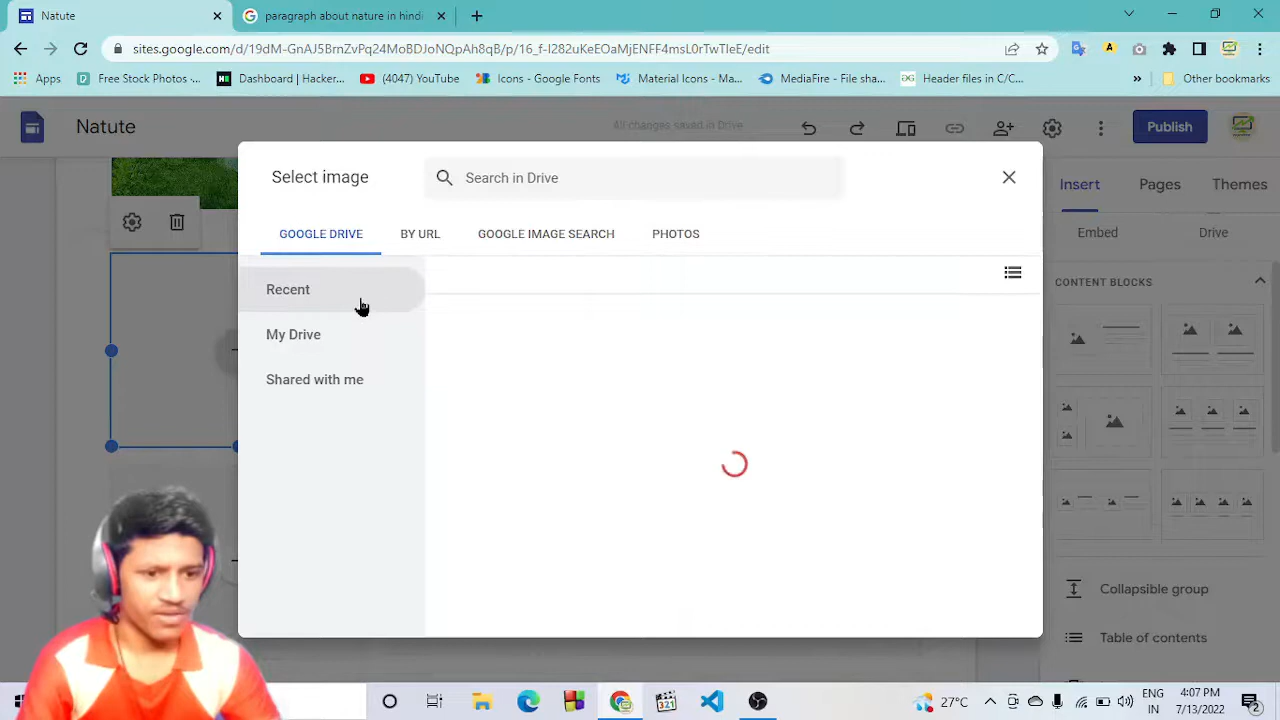 Natute
paragraph about nature in hindi
sites.google.com/d/19dM-GnAJ5BrnZvPq24MoBDJoNQpAh8qB/p/16_f-I282uKeEOaMjENFF4msL0rTwTIeE/edit
Apps
Free Stock Photos -...
Dashboard | Hacker...
(4047) YouTube
Icons - Google Fonts
Material Icons - Ma...
MediaFire - File sha...
Header files in C/C...
»
Other bookmarks
Natute
All changes saved in Drive
Publish
Select image
Search in Drive
Insert
Pages
Themes
GOOGLE DRIVE
BY URL
GOOGLE IMAGE SEARCH
PHOTOS
Embed
Drive
Recent
My Drive
Shared with me
CONTENT BLOCKS
Collapsible group
Table of contents
321
27°C
ENG
IN
4:07 PM
7/13/2022
2